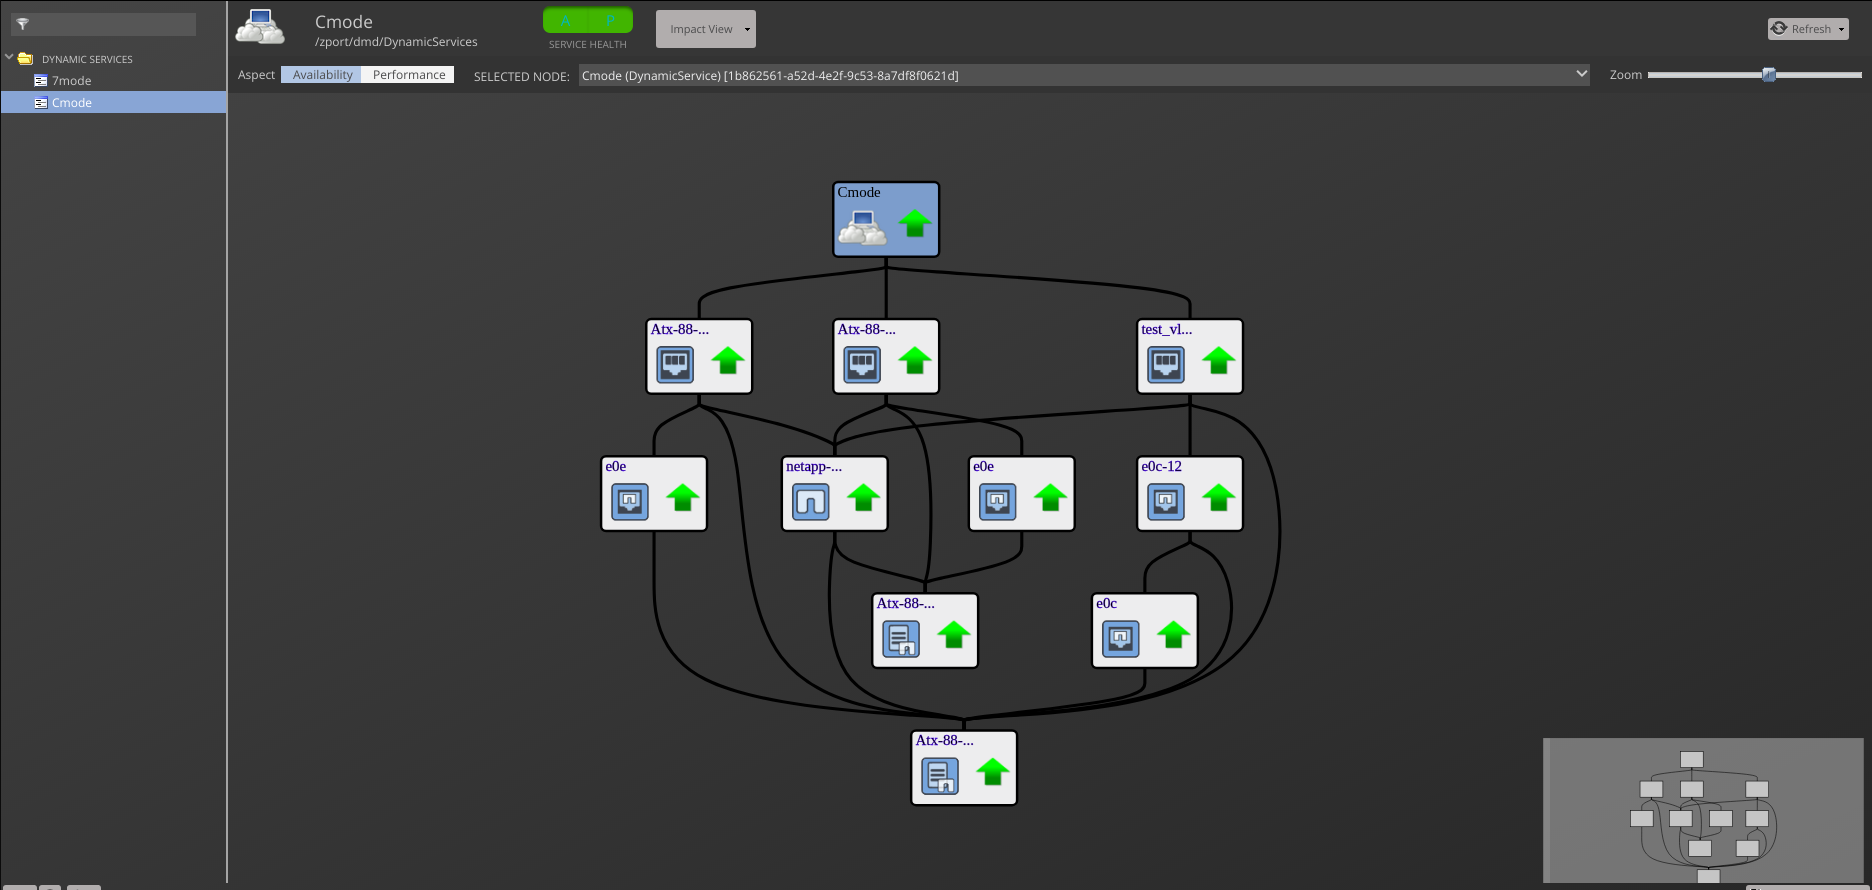 Cmode
/zport/dmd/DynamicServices
A P
SERVICE HEALTH
Impact View
Refresh
DYNAMIC SERVICES
7mode
Cmode
Aspect
Availability
Performance
SELECTED NODE:
Cmode (DynamicService) [1b862561-a52d-4e2f-9c53-8a7df8f0621d]
Zoom
Cmode
Atx-88-...
Atx-88-...
test_vl...
e0e
netapp-...
e0e
e0c-12
Atx-88-...
e0c
Atx-88-...